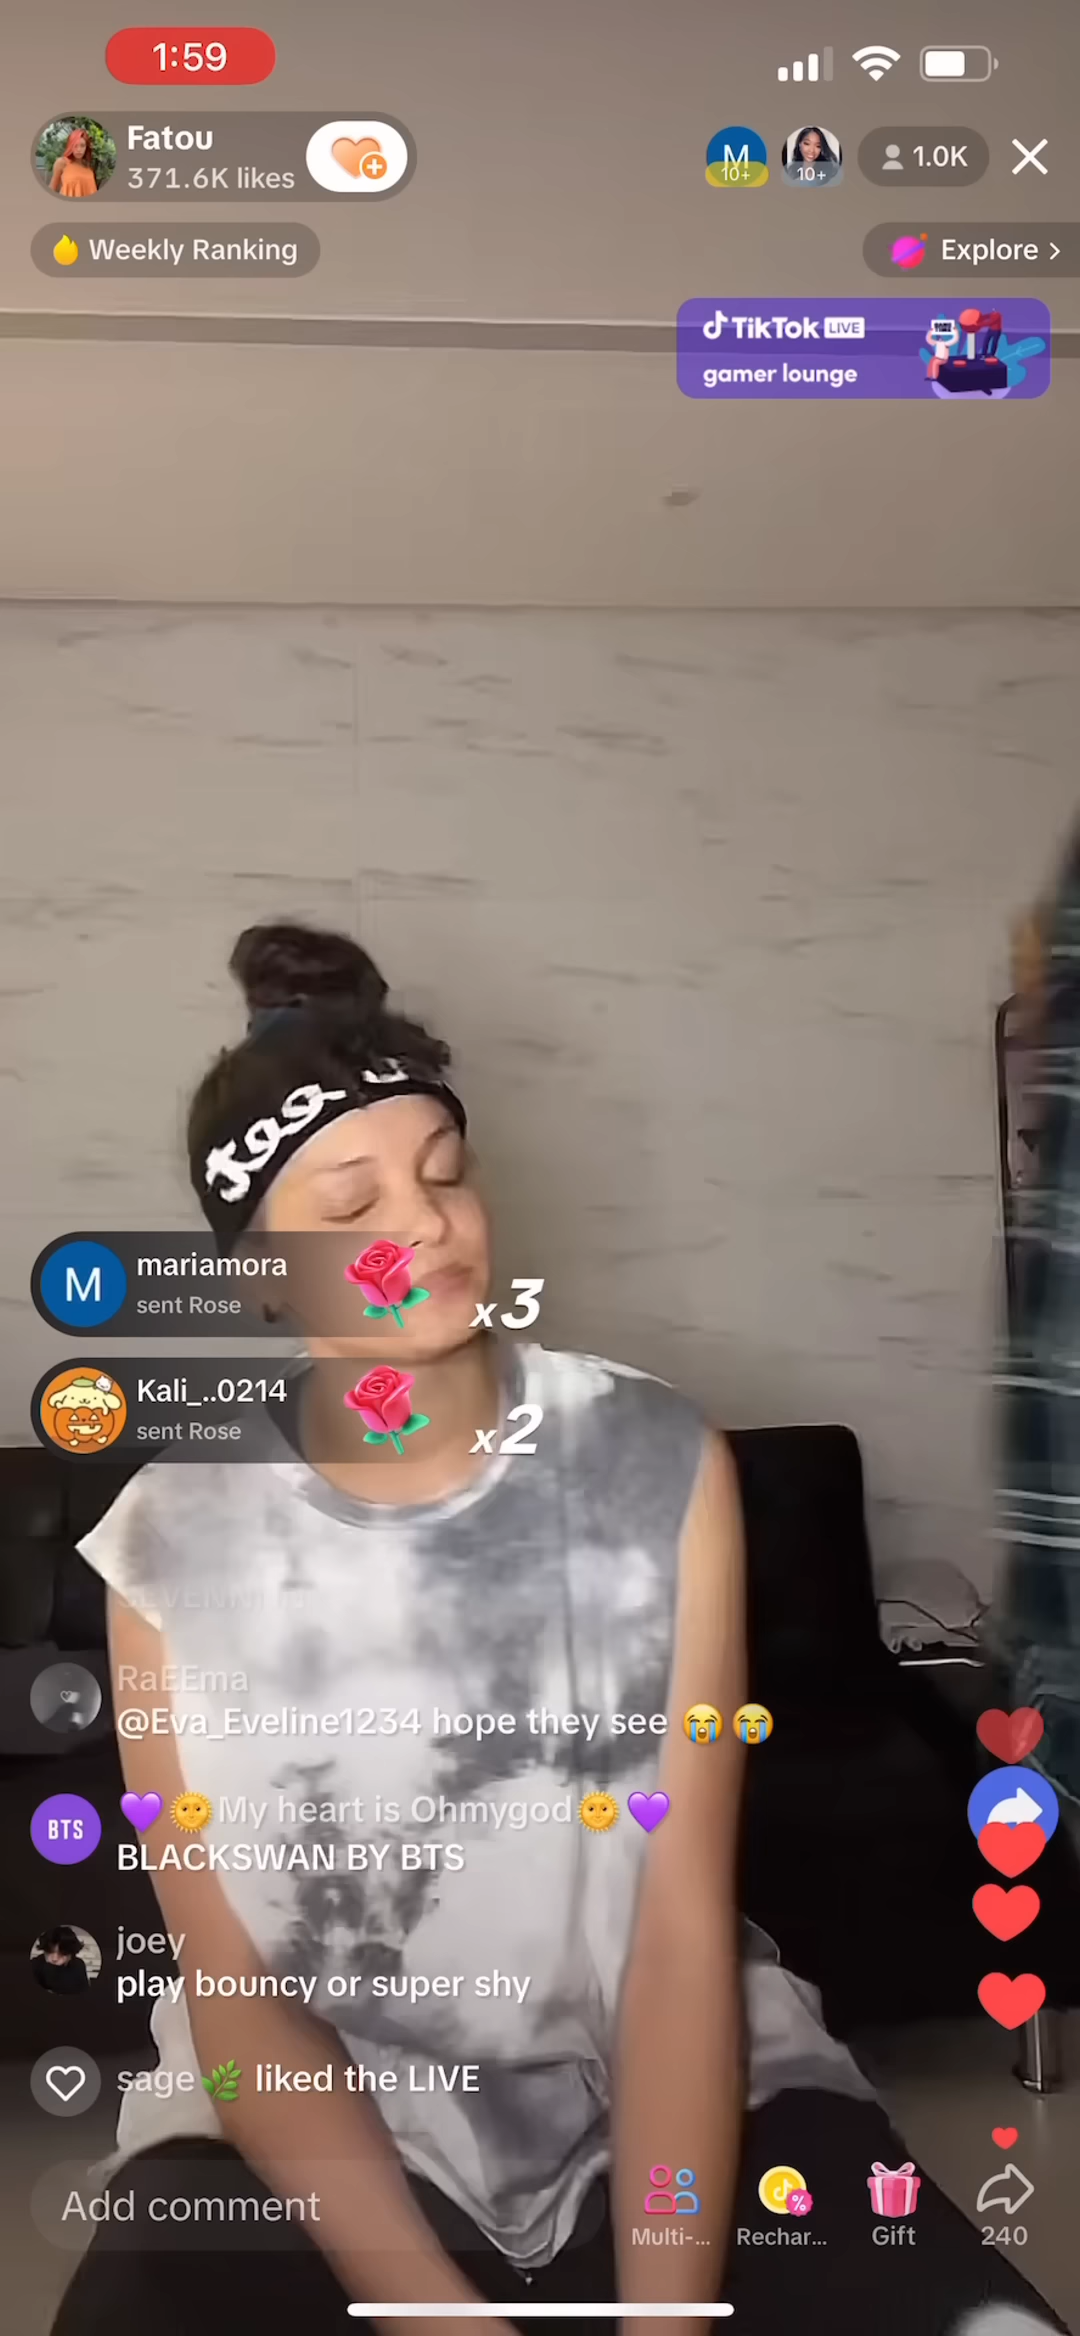 1:59
Fatou
371.6K likes
M
10+
10+
1.0K
Weekly Ranking
Explore >
TikTok LIVE
gamer lounge
M
mariamora
sent Rose
x3
Kali_..0214
sent Rose
x2
RaEEma
@Eva_Eveline1234 hope they see 😭😭
BTS
💜🌞My heart is Ohmygod🌞💜
BLACKSWAN BY BTS
joey
play bouncy or super shy
sage🌿 liked the LIVE
Add comment
Multi-...
Rechar...
Gift
240